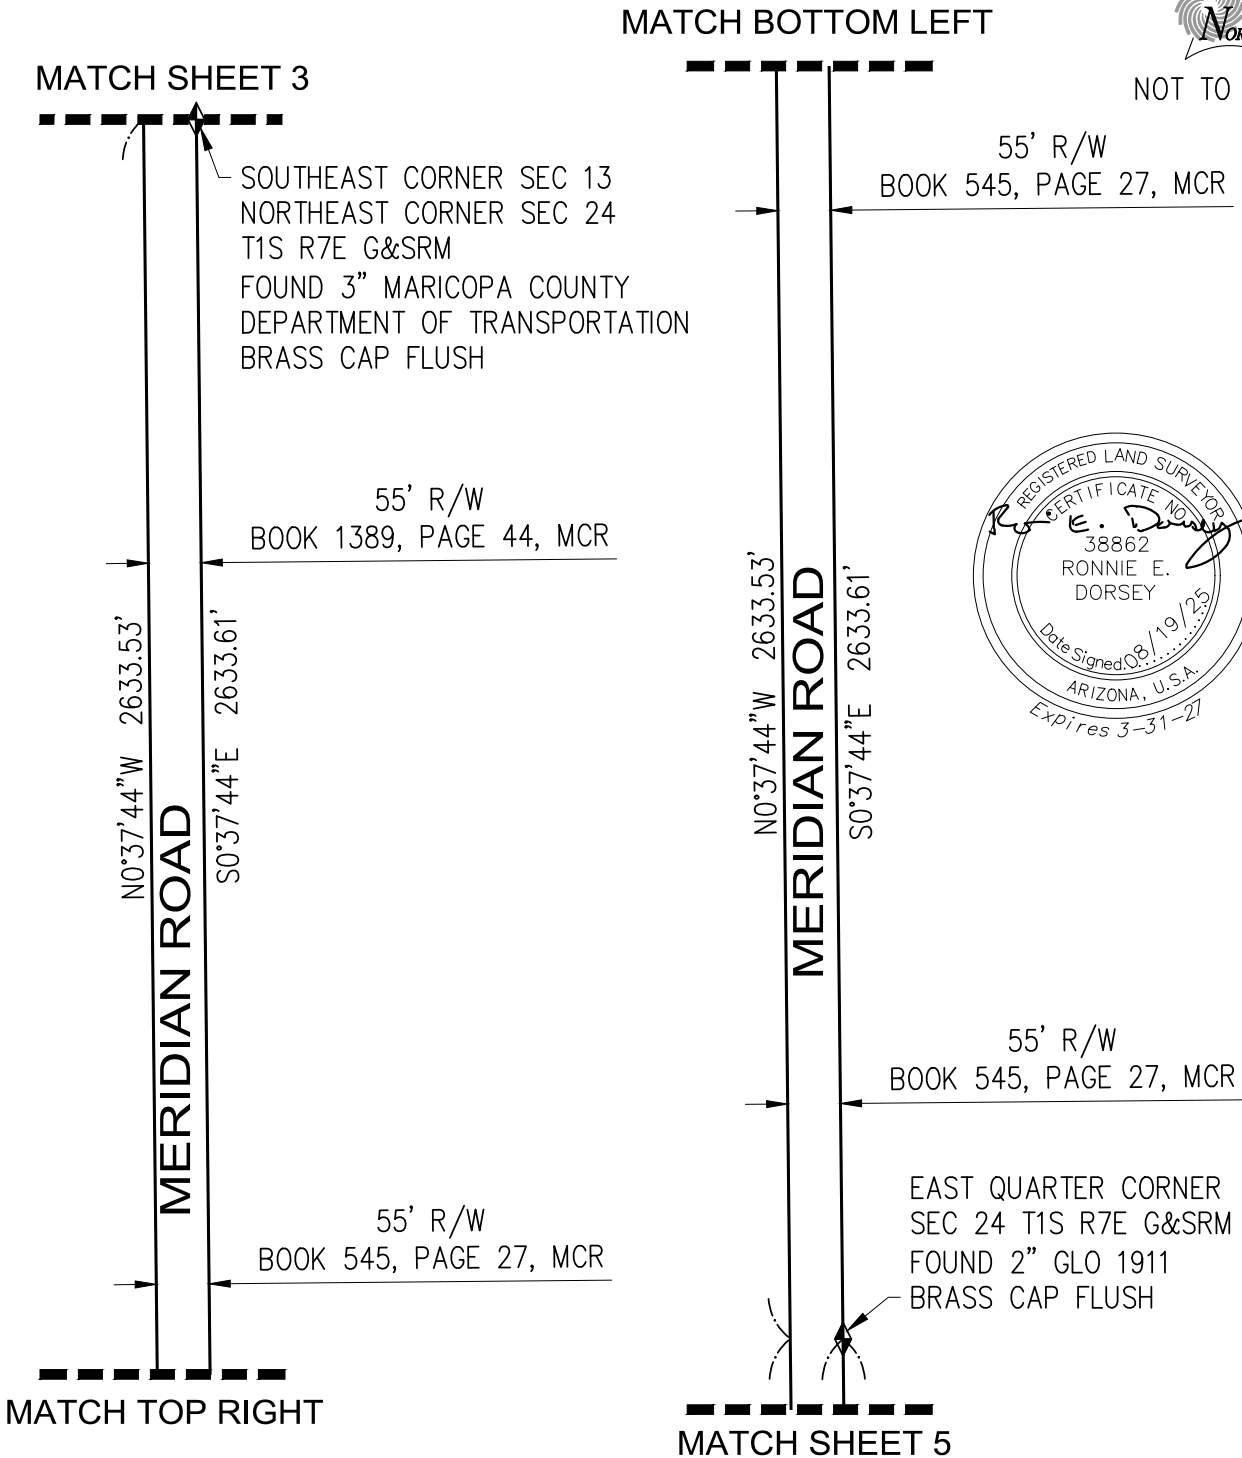 MATCH SHEET 3
SOUTHEAST CORNER SEC 13
NORTHEAST CORNER SEC 24
T1S R7E G&SRM
FOUND 3” MARICOPA COUNTY
DEPARTMENT OF TRANSPORTATION
BRASS CAP FLUSH
55' R/W
BOOK 1389, PAGE 44, MCR
N0°37'44”W 2633.53'
S0°37'44”E 2633.61'
MERIDIAN ROAD
55' R/W
BOOK 545, PAGE 27, MCR
MATCH TOP RIGHT
MATCH BOTTOM LEFT
NOT TO
55' R/W
BOOK 545, PAGE 27, MCR
REGISTERED LAND SURVEYOR
CERTIFICATE NO.
38862
RONNIE E.
DORSEY
Date Signed 08/19/25
ARIZONA, U.S.A.
Expires 3-31-27
N0°37'44”W 2633.53'
S0°37'44”E 2633.61'
MERIDIAN ROAD
55' R/W
BOOK 545, PAGE 27, MCR
EAST QUARTER CORNER
SEC 24 T1S R7E G&SRM
FOUND 2” GLO 1911
BRASS CAP FLUSH
MATCH SHEET 5